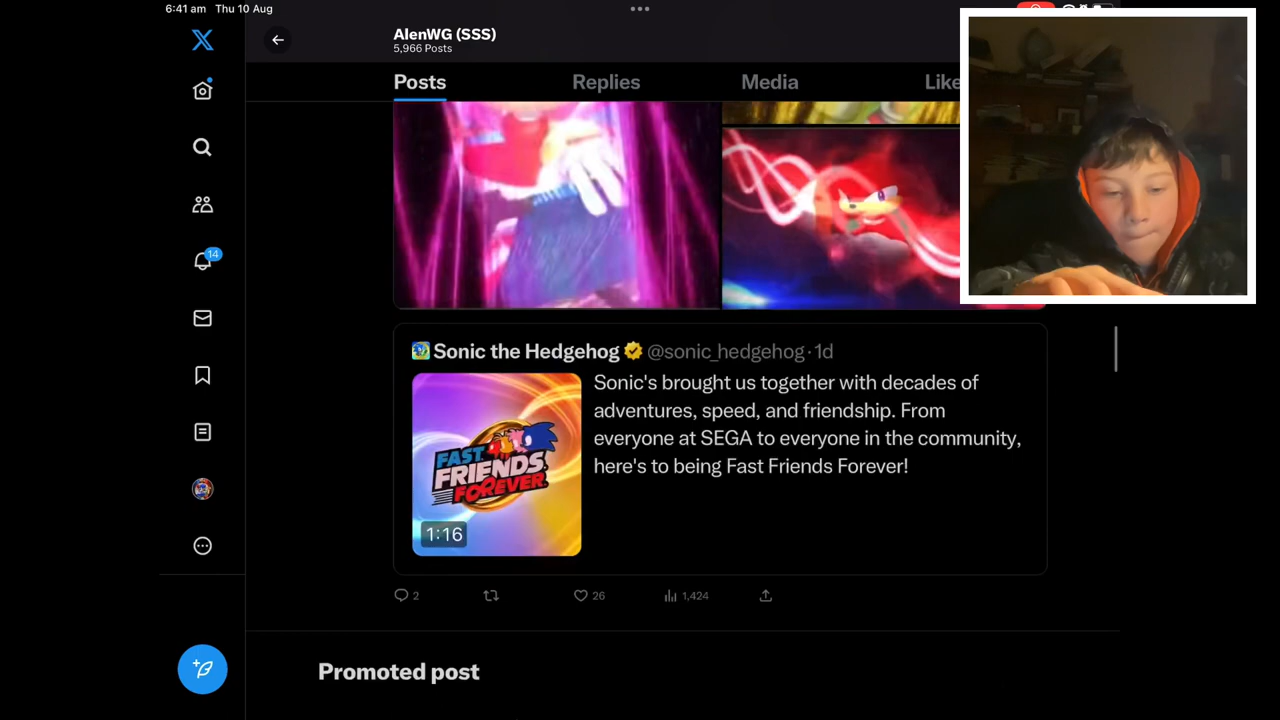 6:41 am Thu 10 Aug
AlenWG (SSS)
5,966 Posts
Posts
Replies
Media
Like
14
Sonic the Hedgehog @sonic_hedgehog · 1d
Sonic's brought us together with decades of
adventures, speed, and friendship. From
everyone at SEGA to everyone in the community,
here's to being Fast Friends Forever!
FAST
FRIENDS
FOREVER
1:16
2
26
1,424
Promoted post